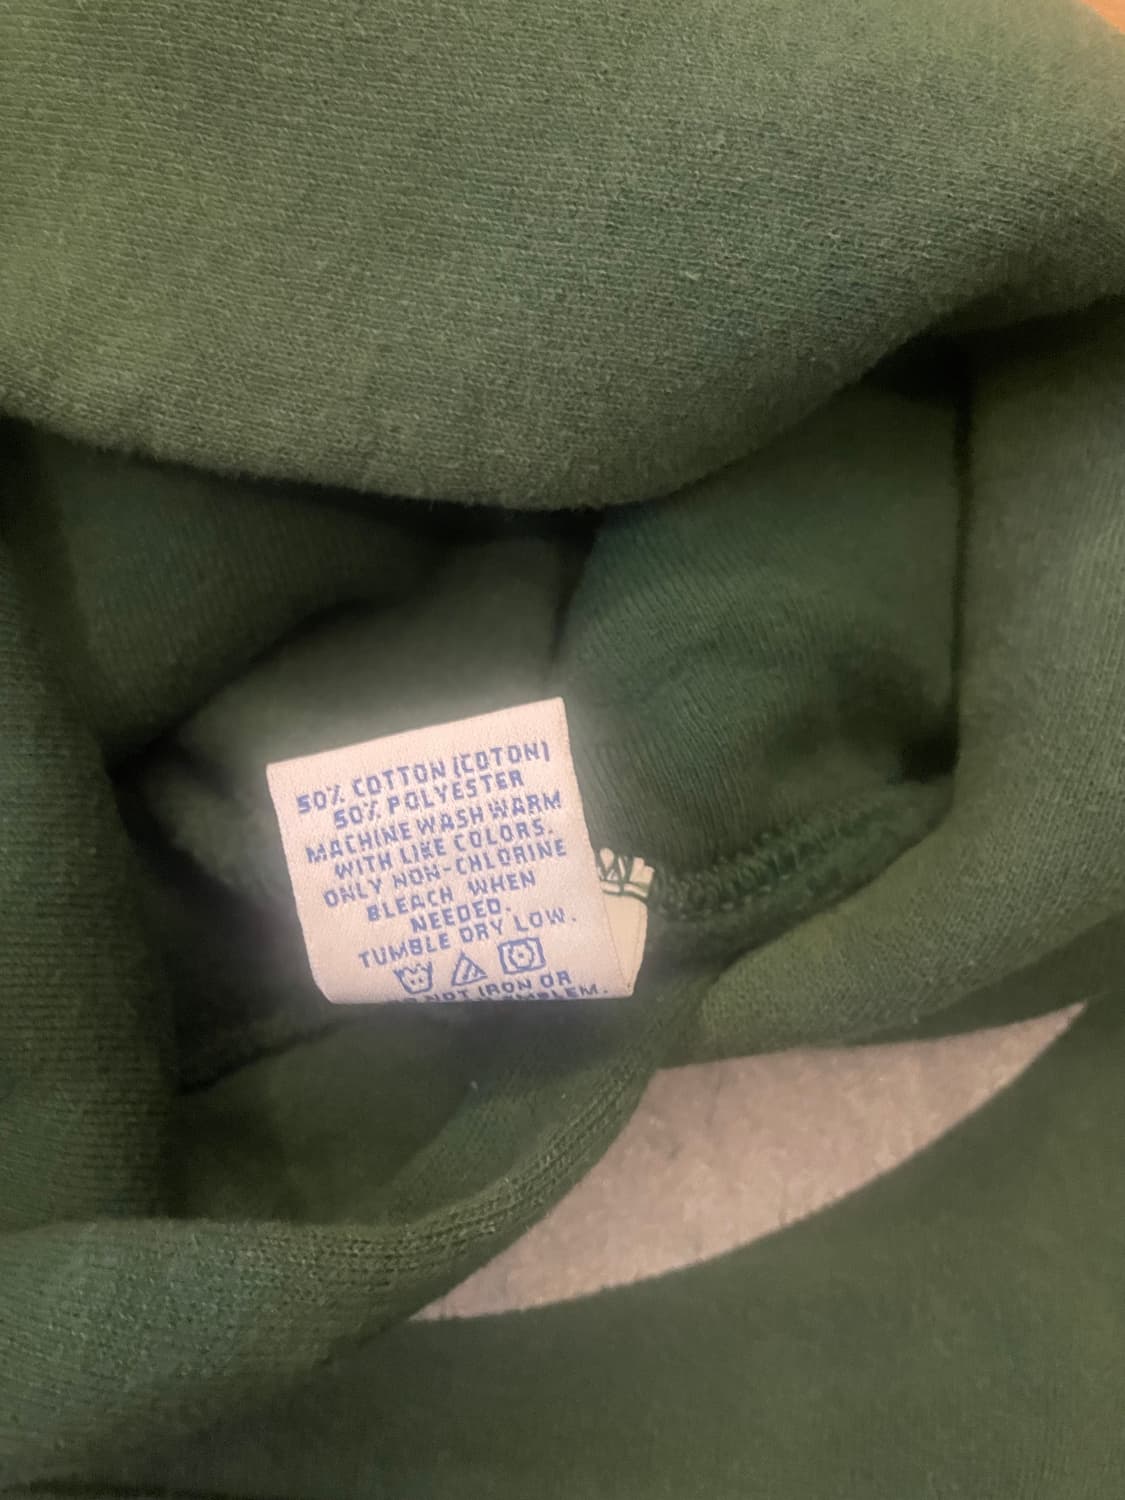 50% COTTON (COTON)
50% POLYESTER
MACHINE WASH WARM
WITH LIKE COLORS.
ONLY NON-CHLORINE
BLEACH WHEN
NEEDED.
TUMBLE DRY LOW.
NOT IRON OR